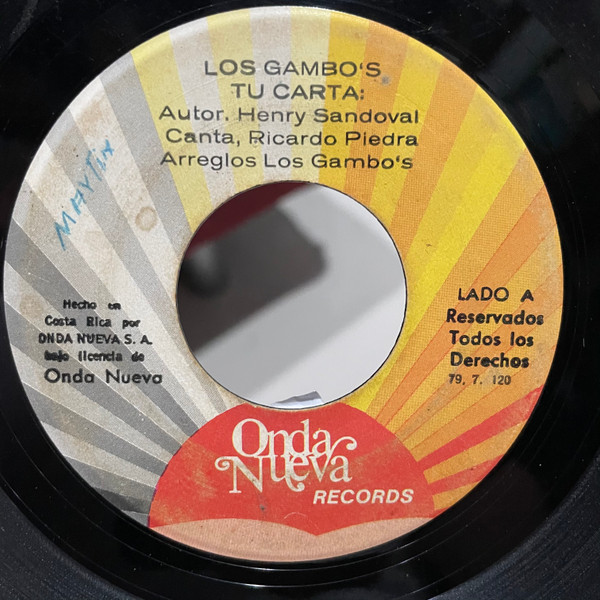 LOS GAMBO'S
TU CARTA:
Autor. Henry Sandoval
Canta, Ricardo Piedra
Arreglos Los Gambo's
Hecho en
Costa Rica por
ONDA NUEVA S. A.
bajo licencia de
Onda Nueva
LADO A
Reservados
Todos los
Derechos
79. 7. 120
Onda
Nueva
RECORDS